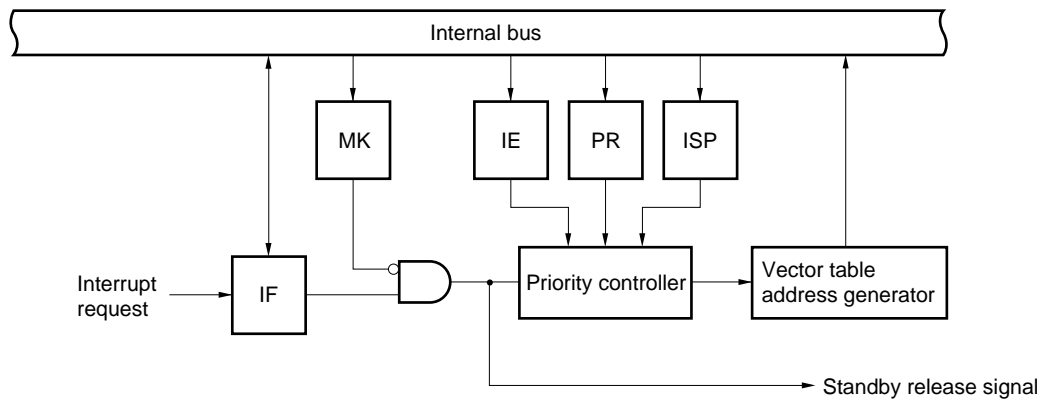 Internal bus
MK
IE
PR
ISP
Interrupt
request
IF
Priority controller
Vector table
address generator
Standby release signal